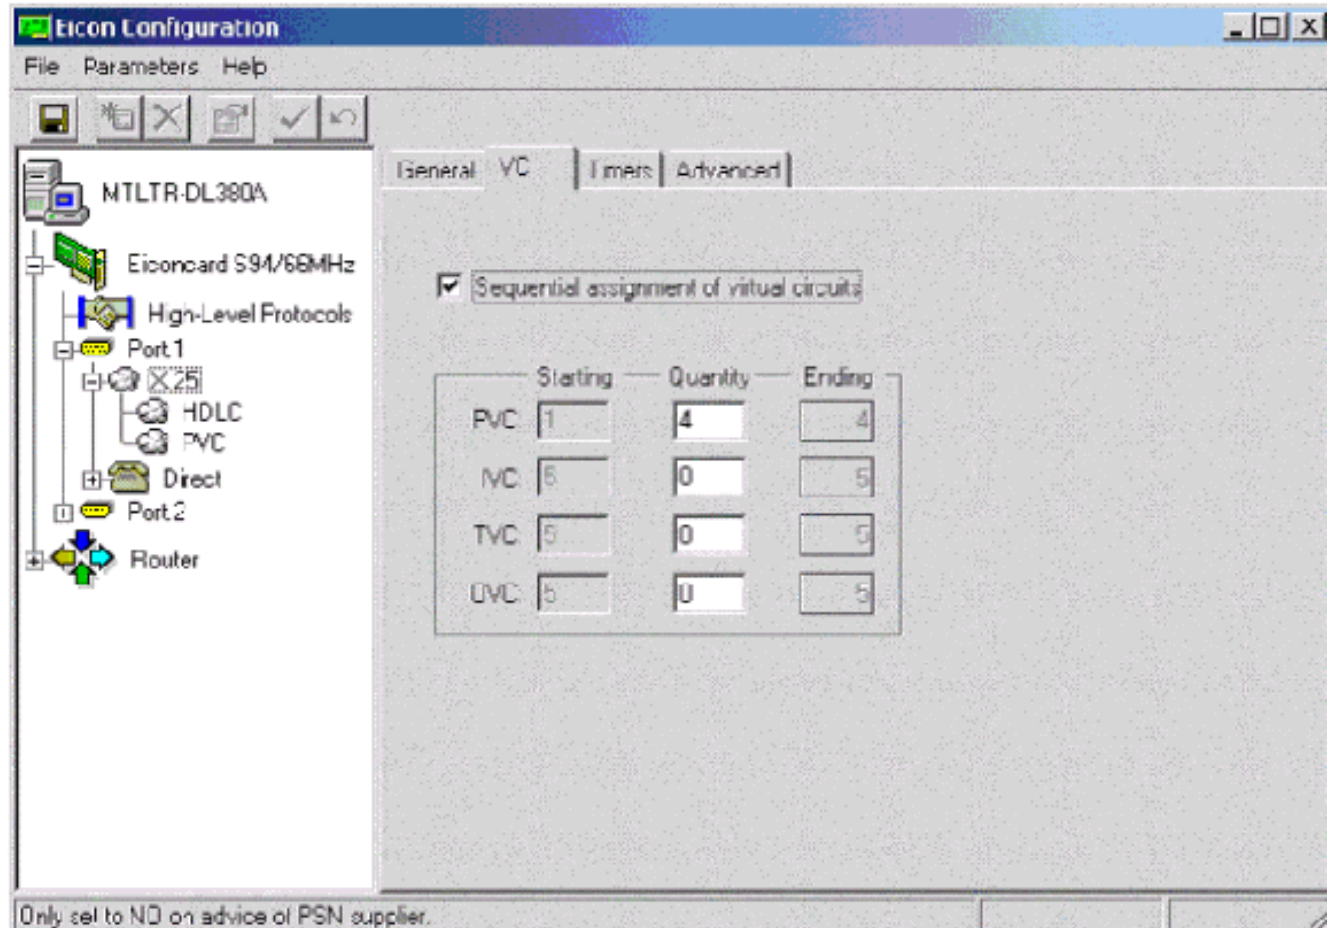 Eicon Configuration
File Parameters Help
MTLTR-DL380A
Eiconcard S94/66MHz
High-Level Protocols
Port 1
X25
HDLC
PVC
Direct
Port 2
Router
General VC Timers Advanced
Sequential assignment of virtual circuits
Starting Quantity Ending
PVC: 1 4 4
IVC: 5 0 5
TVC: 5 0 5
OVC: 5 0 5
Only set to NO on advice of PSN supplier.